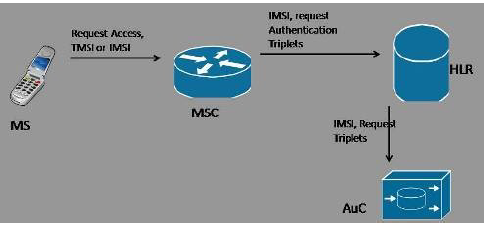 Request Access,
TMSI or IMSI
IMSI, request
Authentication
Triplets
HLR
MSC
MS
IMSI, Request
Triplets
AuC